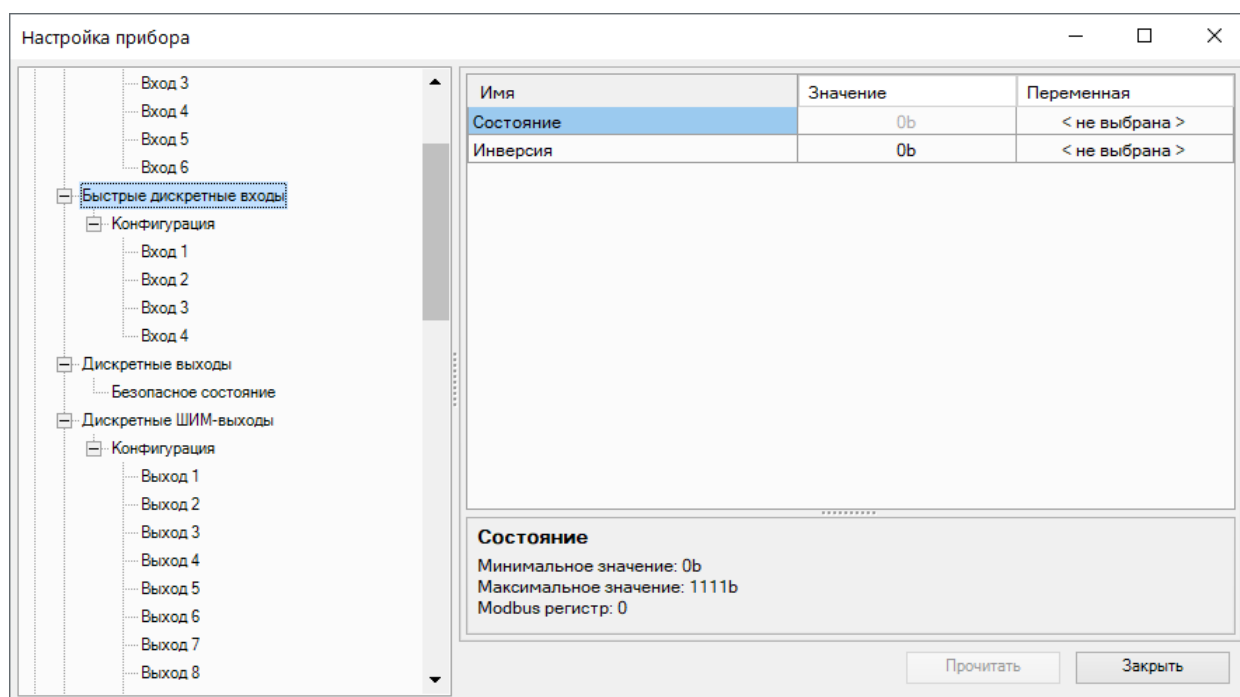 Настройка прибора
Вход 3
Вход 4
Вход 5
Вход 6
Быстрые дискретные входы
Конфигурация
Вход 1
Вход 2
Вход 3
Вход 4
Дискретные выходы
Безопасное состояние
Дискретные ШИМ-выходы
Конфигурация
Выход 1
Выход 2
Выход 3
Выход 4
Выход 5
Выход 6
Выход 7
Выход 8
Имя Значение Переменная
Состояние 0b < не выбрана >
Инверсия 0b < не выбрана >
Состояние
Минимальное значение: 0b
Максимальное значение: 1111b
Modbus регистр: 0
Прочитать Закрыть